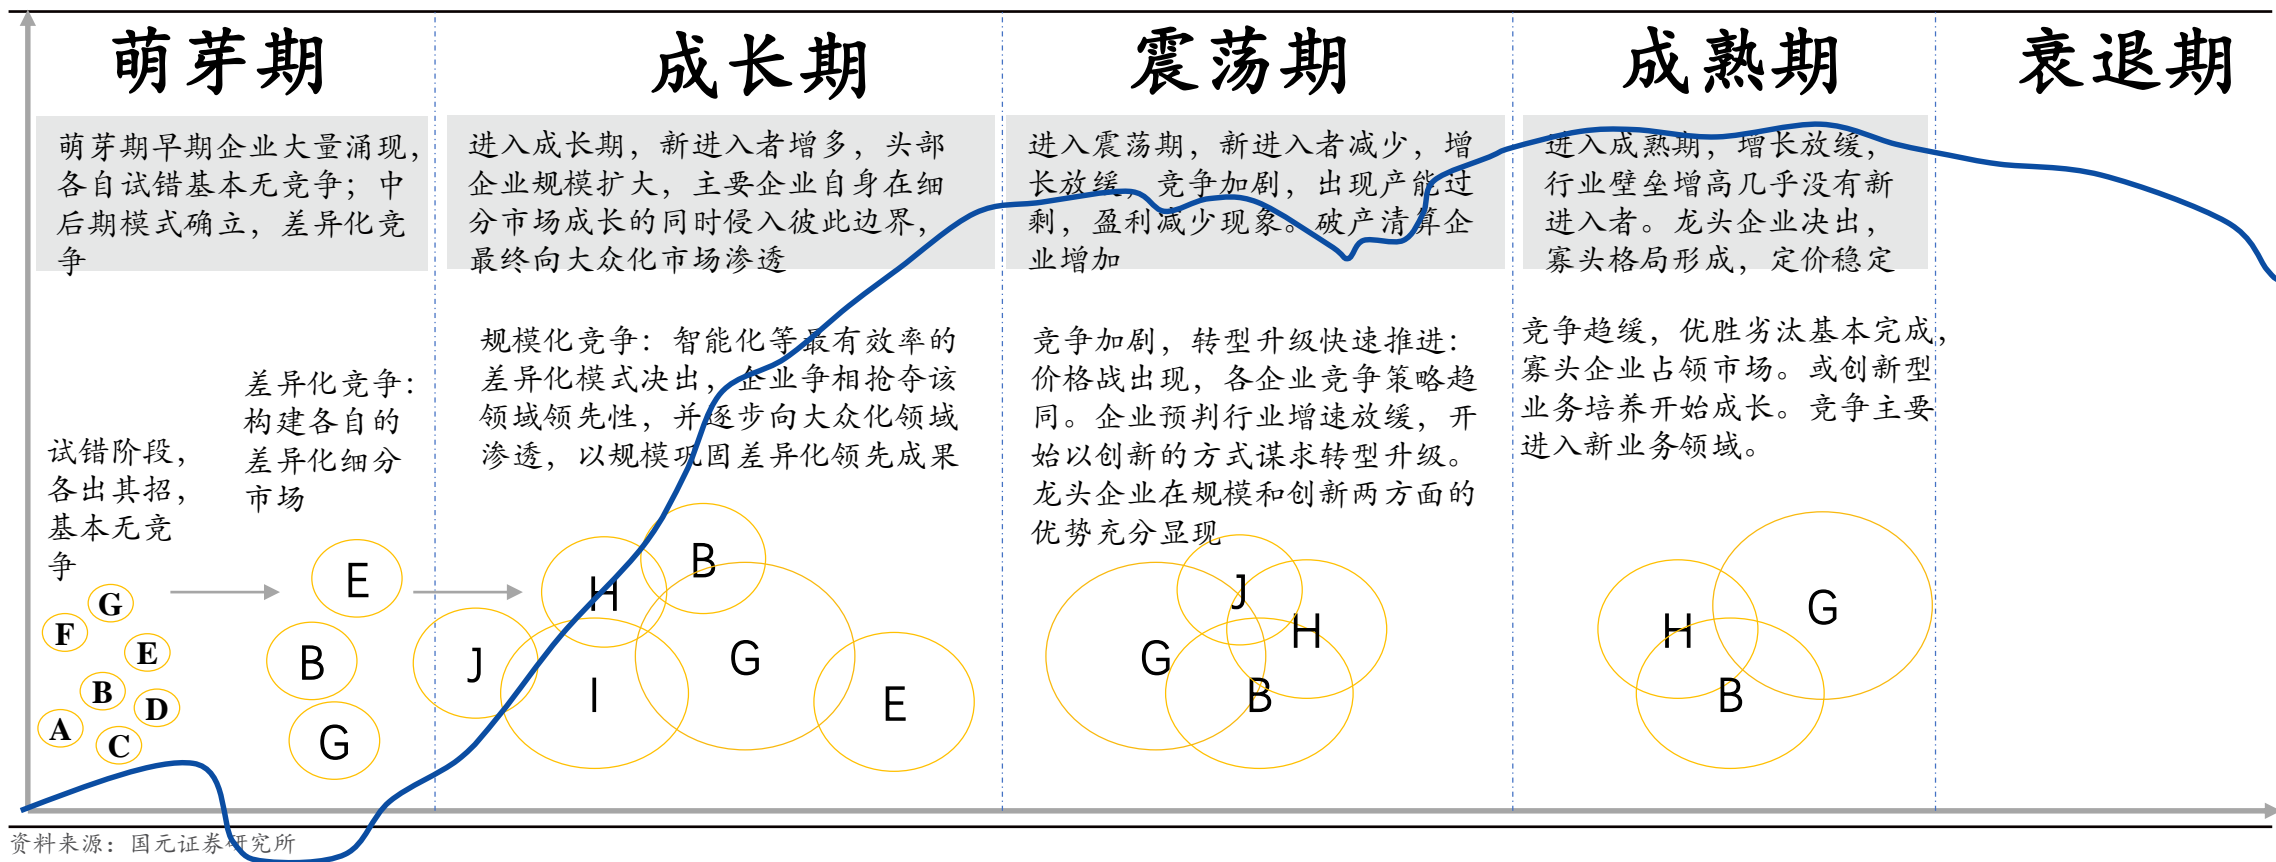 萌芽期
成长期
震荡期
成熟期
衰退期
萌芽期早期企业大量涌现，
各自试错基本无竞争；中
后期模式确立，差异化竞
争
进入成长期，新进入者增多，头部
企业规模扩大，主要企业自身在细
分市场成长的同时侵入彼此边界，
最终向大众化市场渗透
进入震荡期，新进入者减少，增
长放缓，竞争加剧，出现产能过
剩，盈利减少现象。破产清算企
业增加
进入成熟期，增长放缓，
行业壁垒增高几乎没有新
进入者。龙头企业决出，
寡头格局形成，定价稳定
试错阶段，
各出其招，
基本无竞
争
差异化竞争：
构建各自的
差异化细分
市场
规模化竞争：智能化等最有效率的
差异化模式决出，企业争相抢夺该
领域领先性，并逐步向大众化领域
渗透，以规模巩固差异化领先成果
竞争加剧，转型升级快速推进：
价格战出现，各企业竞争策略趋
同。企业预判行业增速放缓，开
始以创新的方式谋求转型升级。
龙头企业在规模和创新两方面的
优势充分显现
竞争趋缓，优胜劣汰基本完成，
寡头企业占领市场。或创新型
业务培养开始成长。竞争主要
进入新业务领域。
G
F
E
B
D
A
C
E
B
G
H
B
J
I
G
E
J
G
H
B
H
G
B
资料来源：国元证券研究所